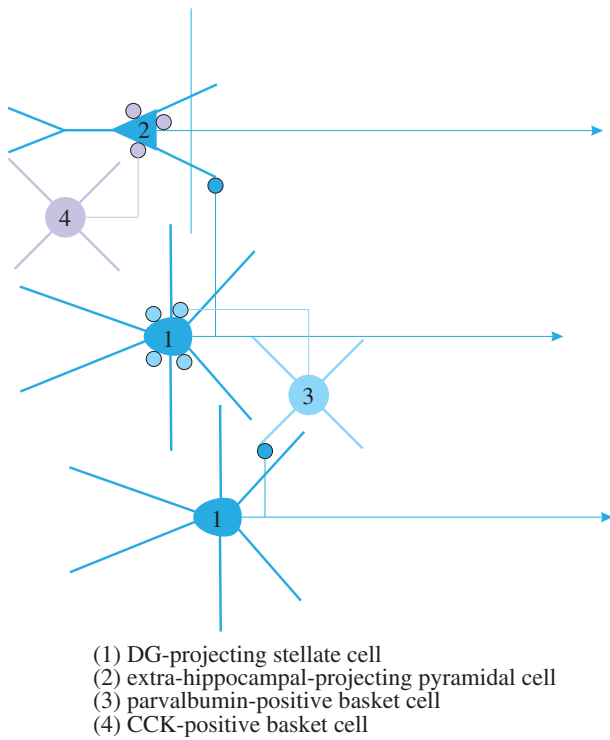 2
4
1
3
1
(1) DG-projecting stellate cell
(2) extra-hippocampal-projecting pyramidal cell
(3) parvalbumin-positive basket cell
(4) CCK-positive basket cell